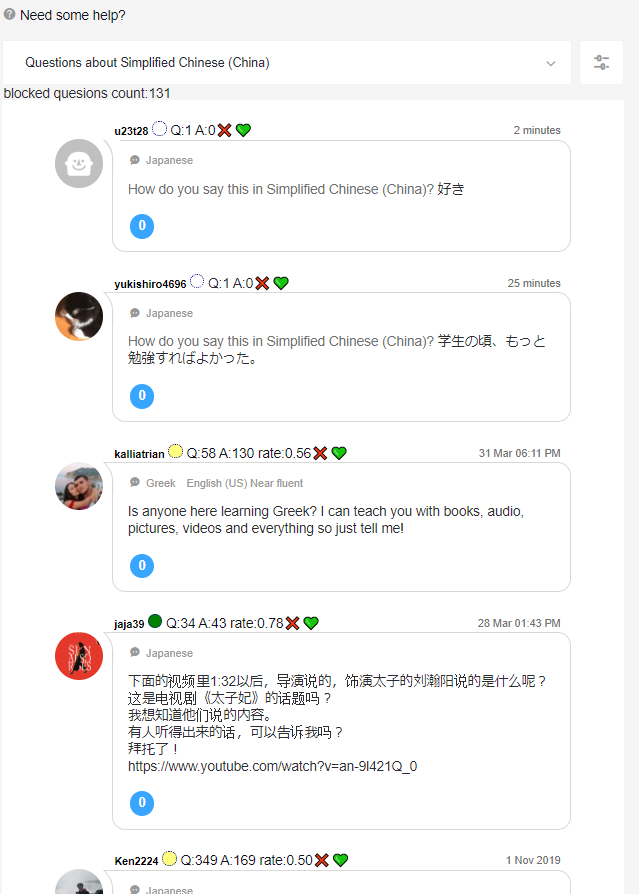 Need some help?
Questions about Simplified Chinese (China)
blocked quesions count:131
u23t28 Q:1 A:0 2 minutes
Japanese
How do you say this in Simplified Chinese (China)? 好き
0
yukishiro4696 Q:1 A:0 25 minutes
Japanese
How do you say this in Simplified Chinese (China)? 学生の頃、もっと
勉強すればよかった。
0
kalliatrian Q:58 A:130 rate:0.56 31 Mar 06:11 PM
Greek English (US) Near fluent
Is anyone here learning Greek? I can teach you with books, audio,
pictures, videos and everything so just tell me!
0
jaja39 Q:34 A:43 rate:0.78 28 Mar 01:43 PM
Japanese
下面的视频里1:32以后，导演说的，饰演太子的刘瀚阳说的是什么呢？
这是电视剧《太子妃》的话题吗？
我想知道他们说的内容。
有人听得出来的话，可以告诉我吗？
拜托了！
https://www.youtube.com/watch?v=an-9I421Q_0
0
Ken2224 Q:349 A:169 rate:0.50 1 Nov 2019
Japanese